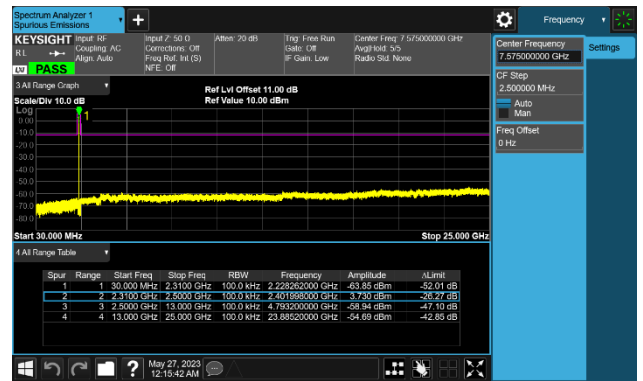 Spectrum Analyzer 1
Spurious Emissions
+
Frequency
KEYSIGHT Input: RF
RL
Coupling: AC
Align: Auto
Input Z: 50 Ω
Corrections: Off
Freq Ref: Int (S)
NFE: Off
Atten: 20 dB
Trig: Free Run
Gate: Off
IF Gain: Low
Center Freq: 7.575000000 GHz
Avg|Hold: 5/5
Radio Std: None
LXI PASS
Center Frequency
7.575000000 GHz
Settings
CF Step
2.500000 MHz
Auto
Man
Freq Offset
0 Hz
3 All Range Graph
Scale/Div 10.0 dB
Ref Lvl Offset 11.00 dB
Ref Value 10.00 dBm
Log
1
0.00
-10.0
-20.0
-30.0
-40.0
-50.0
-60.0
-70.0
-80.0
Start 30.000 MHz Stop 25.000 GHz
4 All Range Table
Spur Range Start Freq Stop Freq RBW Frequency Amplitude ΔLimit
1 1 30.000 MHz 2.3100 GHz 100.0 kHz 2.228262000 GHz -63.85 dBm -52.01 dB
2 2 2.3100 GHz 2.5000 GHz 100.0 kHz 2.401998000 GHz 3.730 dBm -26.27 dB
3 3 2.5000 GHz 13.000 GHz 100.0 kHz 4.793200000 GHz -58.94 dBm -47.10 dB
4 4 13.000 GHz 25.000 GHz 100.0 kHz 23.88520000 GHz -54.69 dBm -42.85 dB
?
May 27, 2023
12:15:42 AM